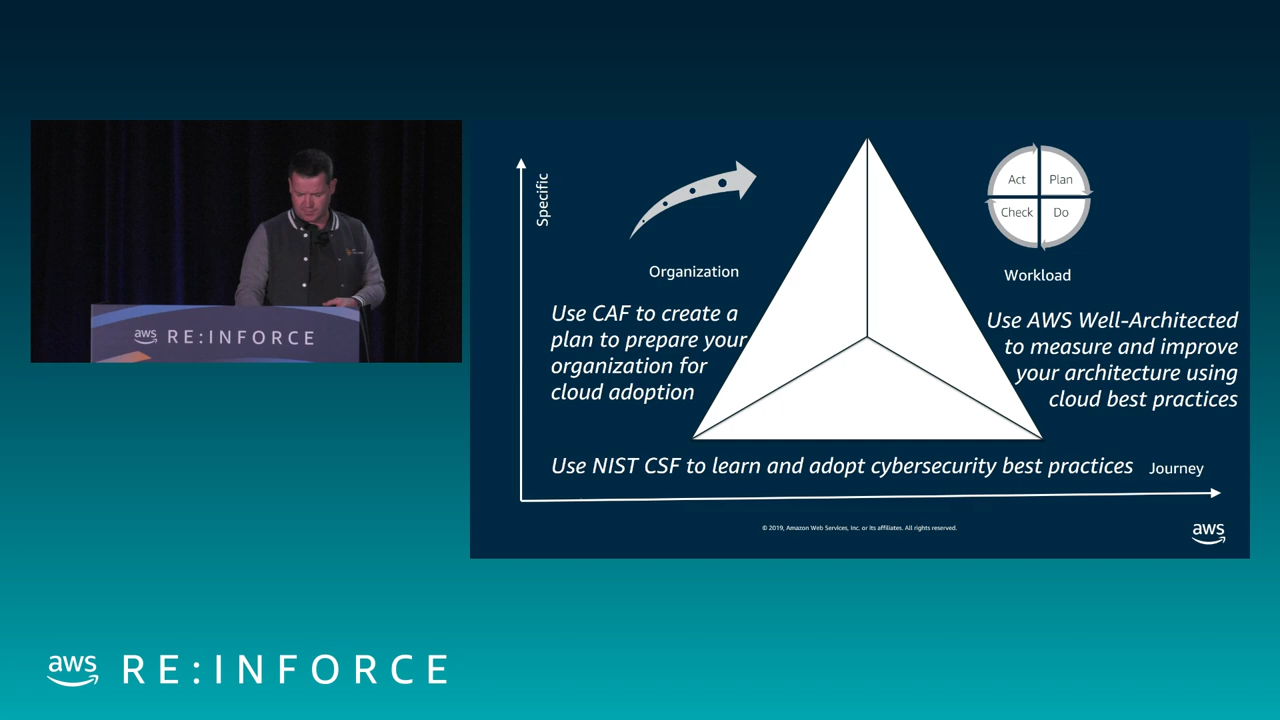 aws RE:INFORCE
Specific
Organization
Use CAF to create a
plan to prepare your
organization for
cloud adoption
Act
Plan
Check
Do
Workload
Use AWS Well-Architected
to measure and improve
your architecture using
cloud best practices
Use NIST CSF to learn and adopt cybersecurity best practices
Journey
© 2019, Amazon Web Services, Inc. or its affiliates. All rights reserved.
aws
aws RE:INFORCE